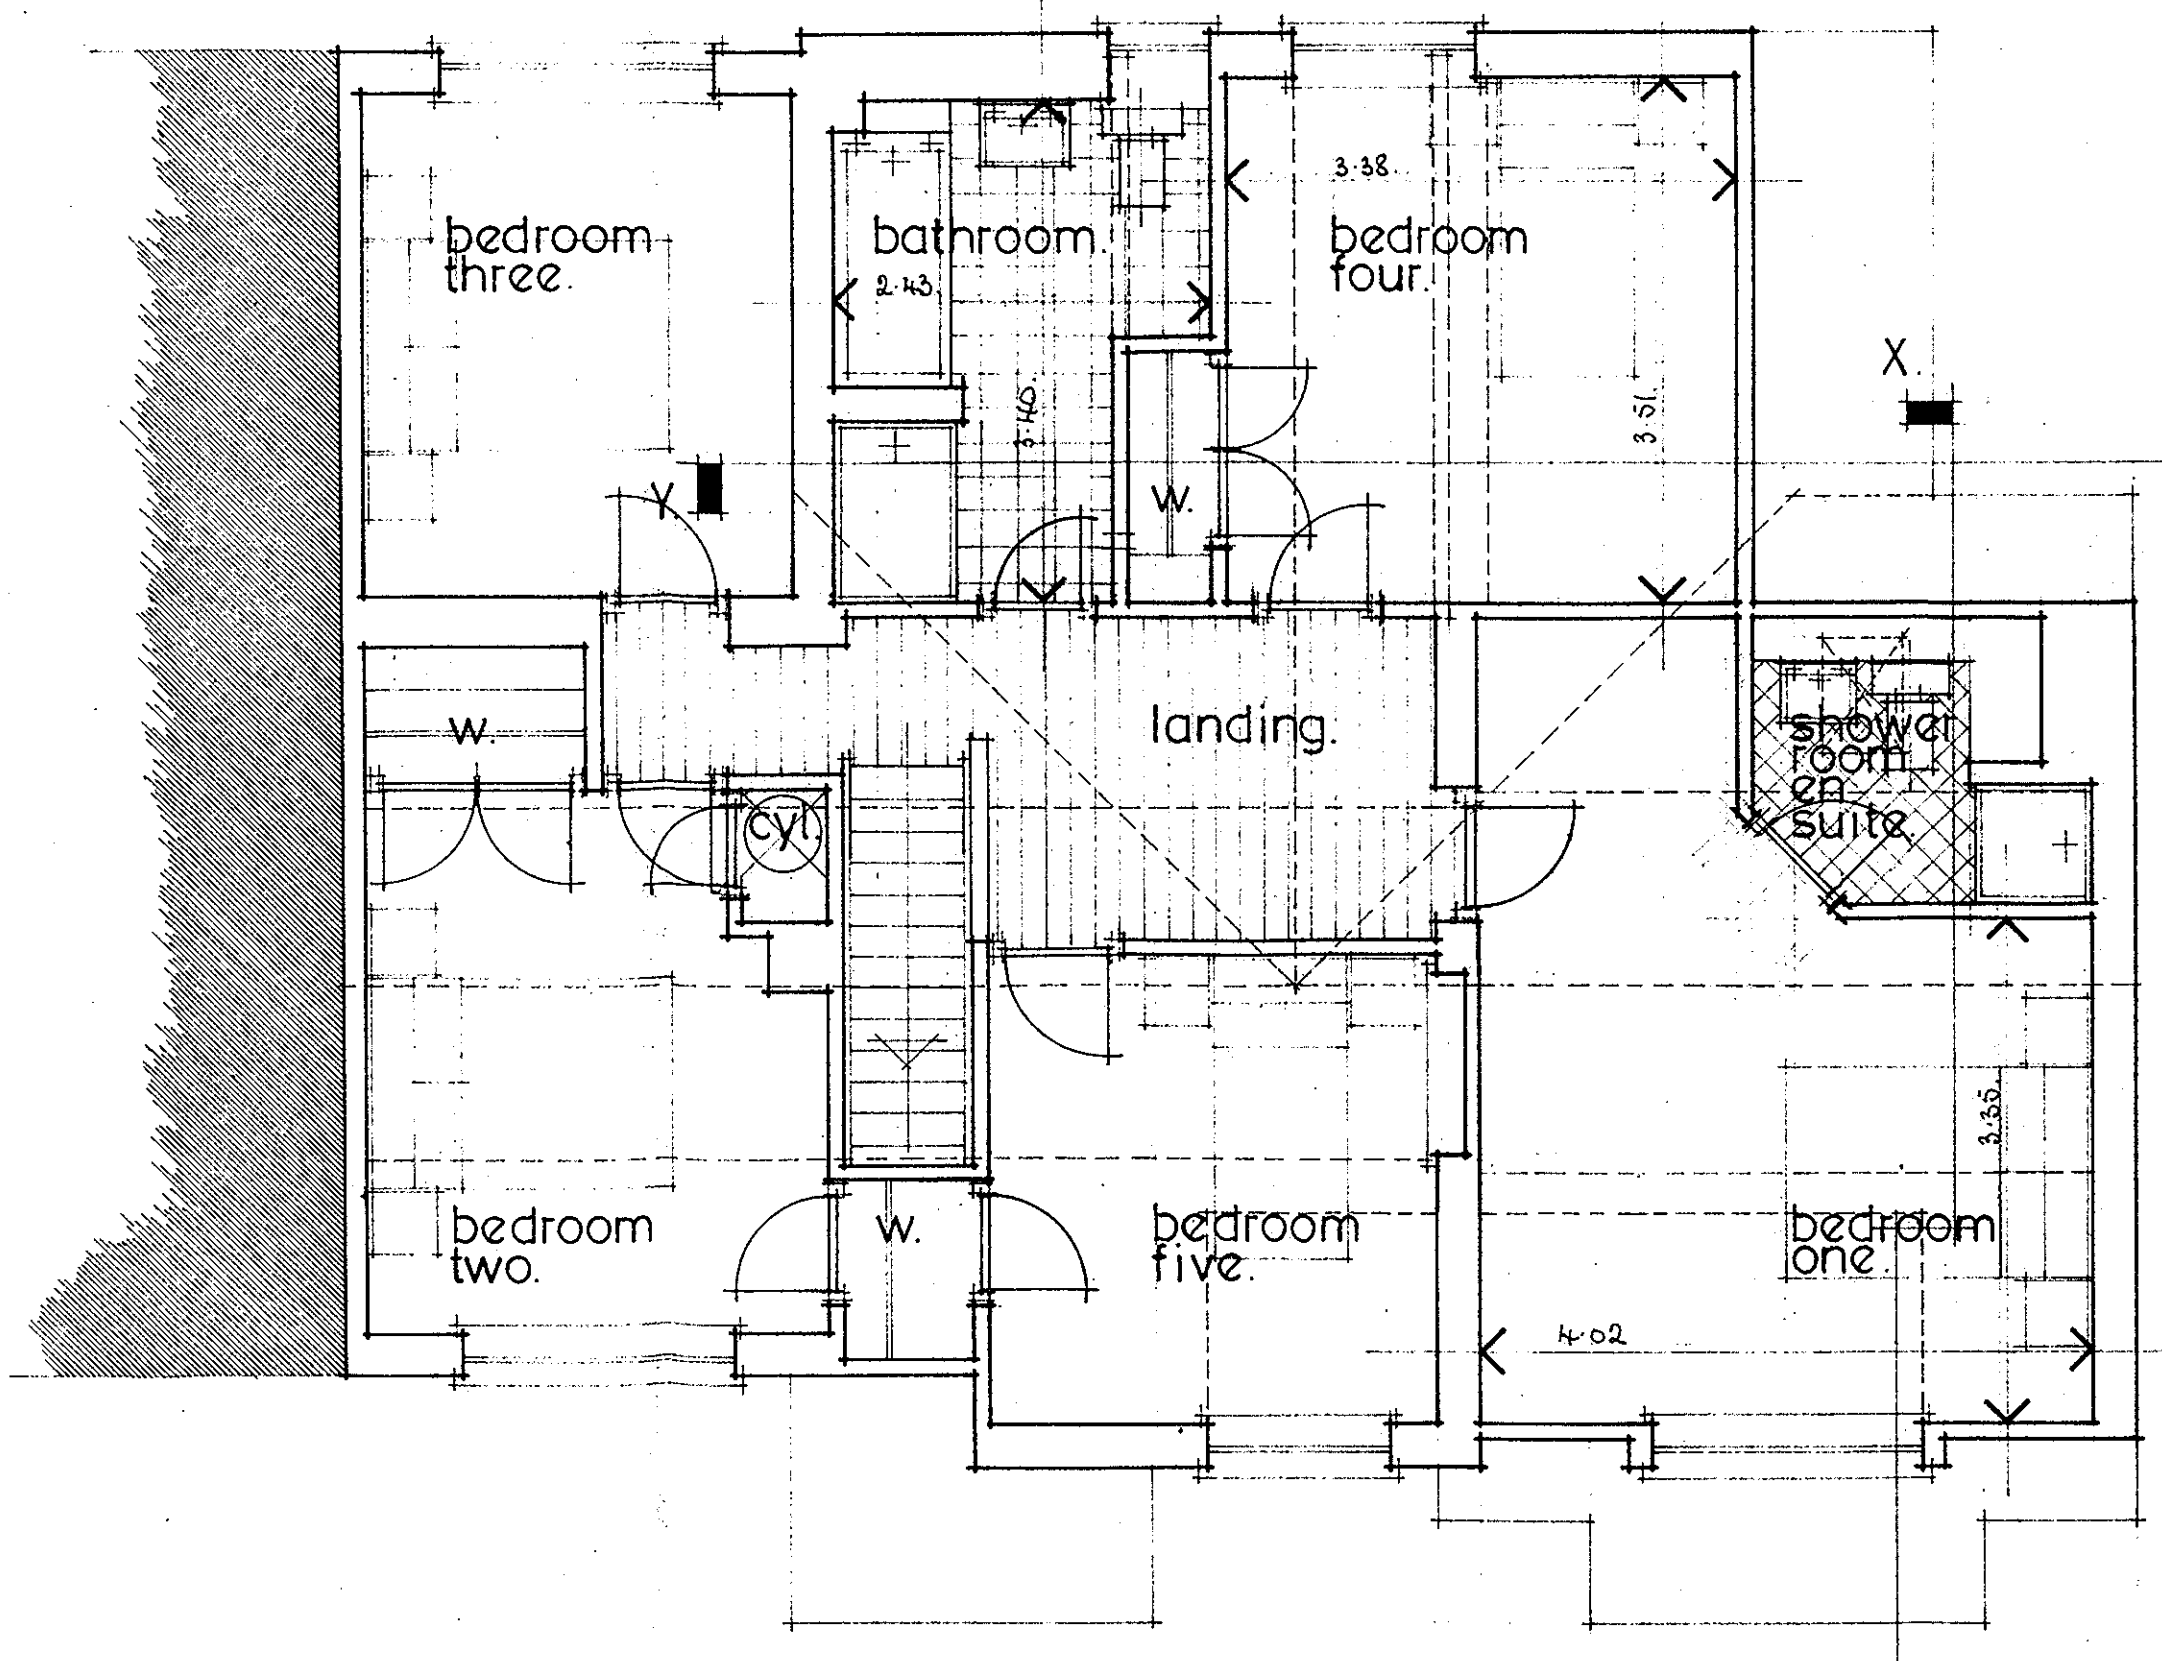 3.38.
bedroom
three.
bathroom.
bedroom
four.
2.43.
X.
3.40.
3.51.
Y.
W.
W.
landing.
shower
room
en
suite.
cyl.
3.35.
bedroom
two.
W.
bedroom
five.
bedroom
one.
4.02